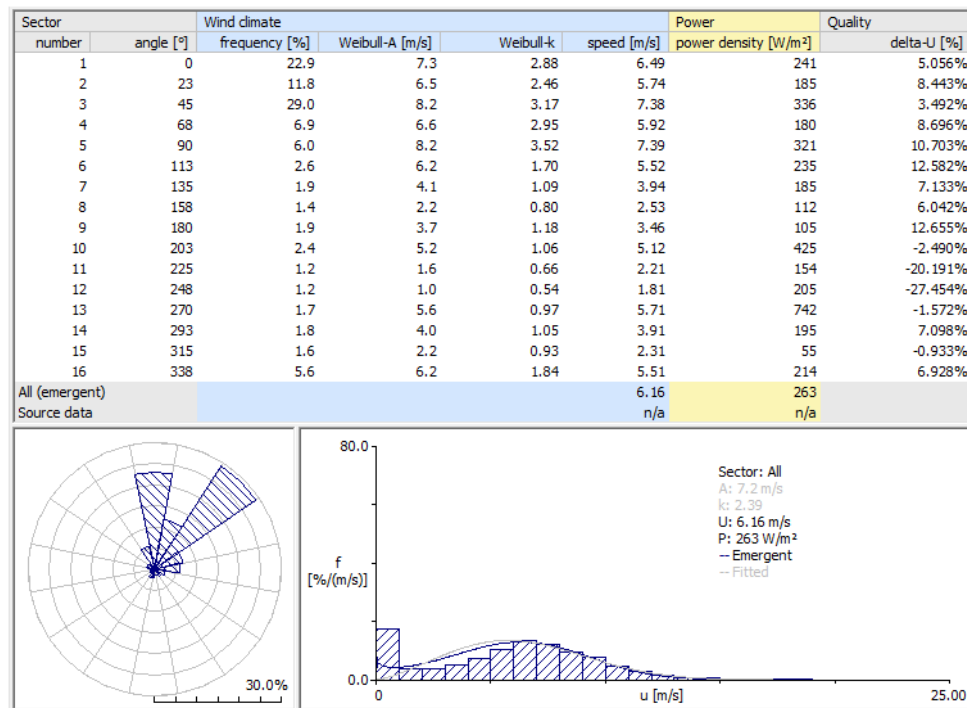 Sector Wind climate Power Quality
number angle [º] frequency [%] Weibull-A [m/s] Weibull-k speed [m/s] power density [W/m²] delta-U [%]
1 0 22.9 7.3 2.88 6.49 241 5.056%
2 23 11.8 6.5 2.46 5.74 185 8.443%
3 45 29.0 8.2 3.17 7.38 336 3.492%
4 68 6.9 6.6 2.95 5.92 180 8.696%
5 90 6.0 8.2 3.52 7.39 321 10.703%
6 113 2.6 6.2 1.70 5.52 235 12.582%
7 135 1.9 4.1 1.09 3.94 185 7.133%
8 158 1.4 2.2 0.80 2.53 112 6.042%
9 180 1.9 3.7 1.18 3.46 105 12.655%
10 203 2.4 5.2 1.06 5.12 425 -2.490%
11 225 1.2 1.6 0.66 2.21 154 -20.191%
12 248 1.2 1.0 0.54 1.81 205 -27.454%
13 270 1.7 5.6 0.97 5.71 742 -1.572%
14 293 1.8 4.0 1.05 3.91 195 7.098%
15 315 1.6 2.2 0.93 2.31 55 -0.933%
16 338 5.6 6.2 1.84 5.51 214 6.928%
All (emergent) 6.16 263
Source data n/a n/a
30.0%
80.0
f
[%/(m/s)]
0.0
0 u [m/s] 25.00
Sector: All
A: 7.2 m/s
k: 2.39
U: 6.16 m/s
P: 263 W/m²
-- Emergent
-- Fitted